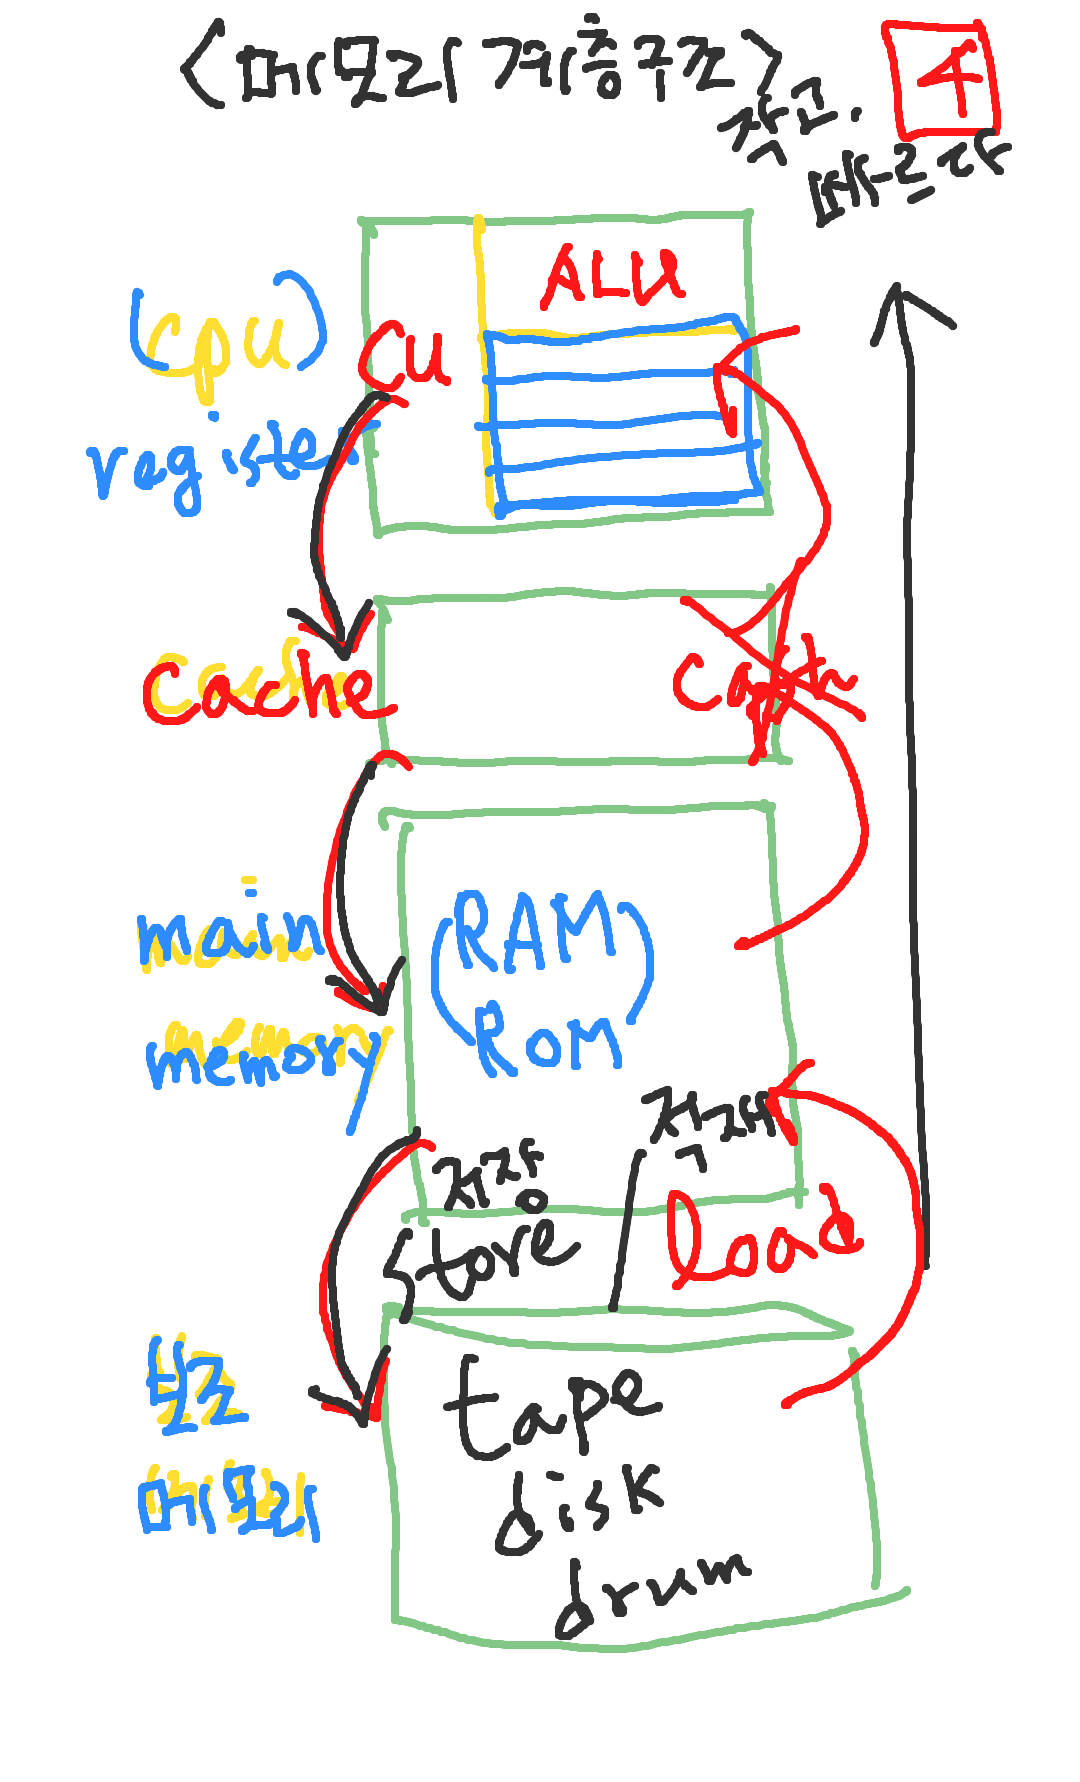 <메모리 계층구조>
4
작고.
빠르다
ALU
(cpu)
CU
register
cache
main
memory
(RAM
ROM)
저장
store
적재
load
보조
메모리
tape
disk
drum